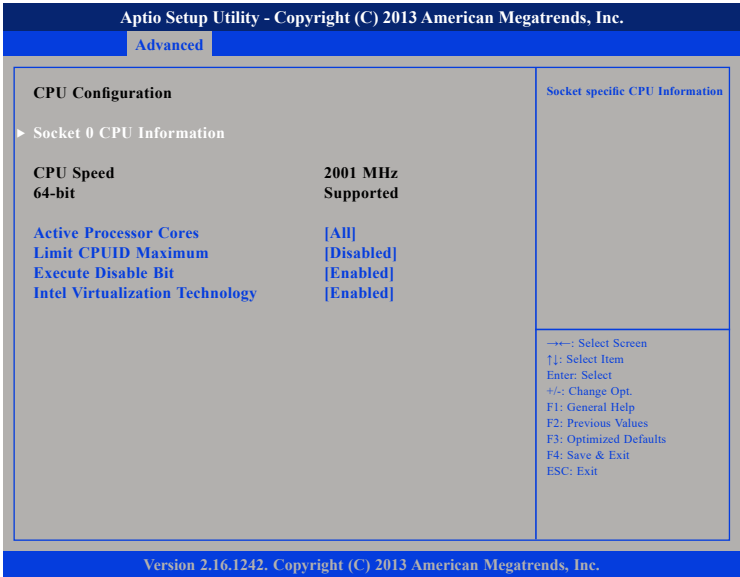 Aptio Setup Utility - Copyright (C) 2013 American Megatrends, Inc.
Advanced
CPU Configuration
Socket specific CPU Information
► Socket 0 CPU Information
CPU Speed 2001 MHz
64-bit Supported
Active Processor Cores [All]
Limit CPUID Maximum [Disabled]
Execute Disable Bit [Enabled]
Intel Virtualization Technology [Enabled]
→←: Select Screen
↑↓: Select Item
Enter: Select
+/-: Change Opt.
F1: General Help
F2: Previous Values
F3: Optimized Defaults
F4: Save & Exit
ESC: Exit
Version 2.16.1242. Copyright (C) 2013 American Megatrends, Inc.